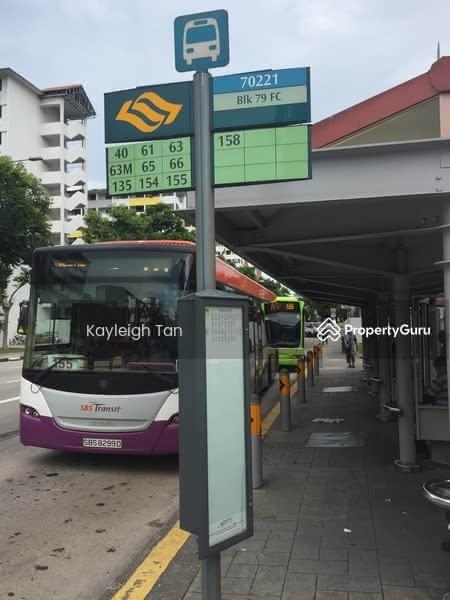 70221
Blk 79 FC
40 61 63
63M 65 66
135 154 155
158
Kayleigh Tan
PropertyGuru
155
SBS Transit
SBS8299D